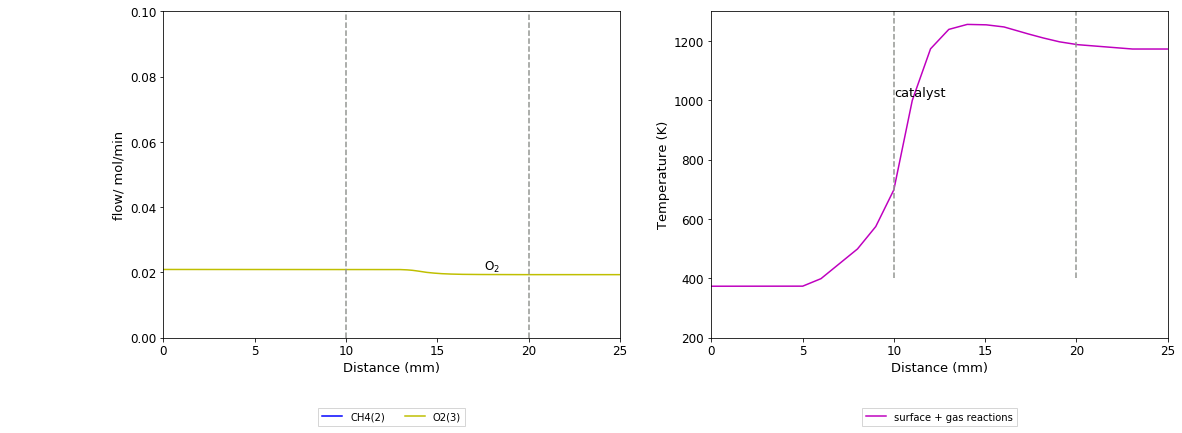 0.10
0.08
0.06
0.04
0.02
0.00
flow/ mol/min
O2
0
5
10
15
20
25
Distance (mm)
CH4(2)
O2(3)
1200
1000
800
600
400
200
Temperature (K)
catalyst
0
5
10
15
20
25
Distance (mm)
surface + gas reactions